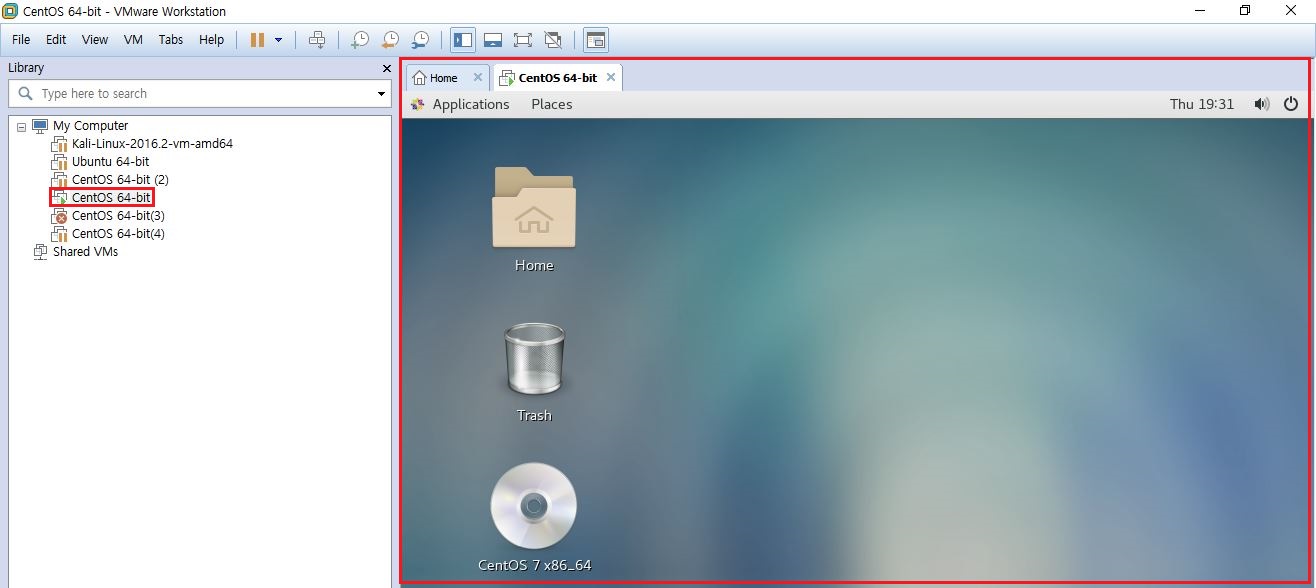 CentOS 64-bit - VMware Workstation
File Edit View VM Tabs Help
Library
Type here to search
My Computer
Kali-Linux-2016.2-vm-amd64
Ubuntu 64-bit
CentOS 64-bit (2)
CentOS 64-bit
CentOS 64-bit(3)
CentOS 64-bit(4)
Shared VMs
Home CentOS 64-bit
Applications Places Thu 19:31
Home
Trash
CentOS 7 x86_64